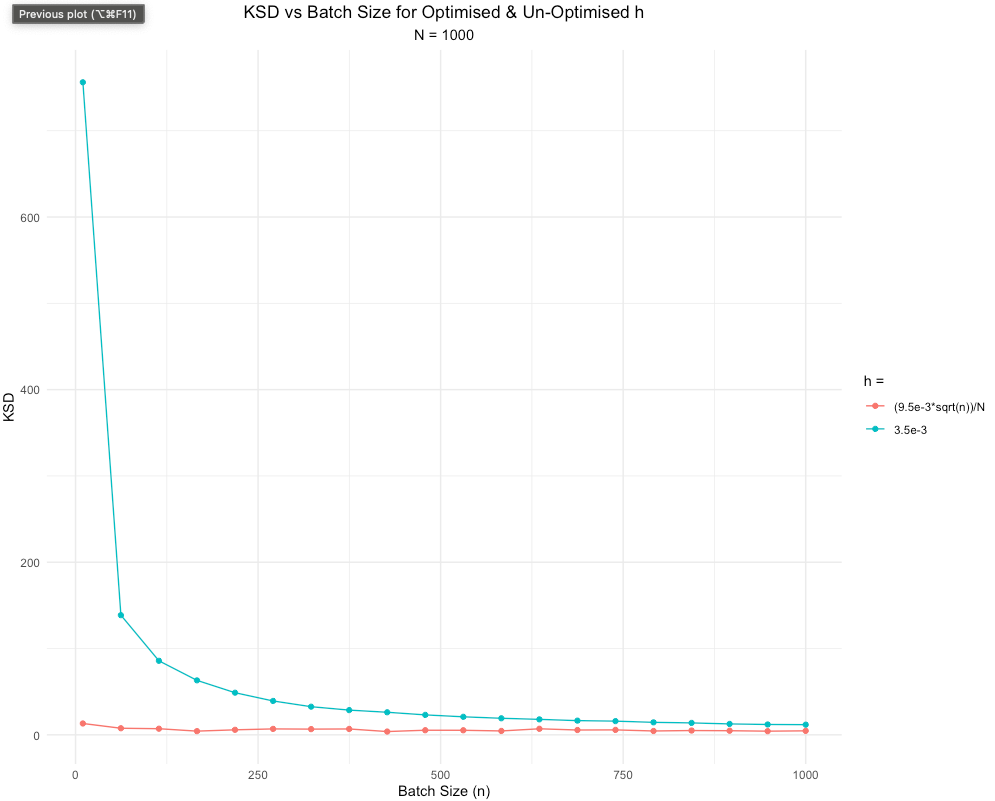 Previous plot (⌥⌘F11)
KSD vs Batch Size for Optimised & Un-Optimised h
N = 1000
KSD
600
400
200
0
0 250 500 750 1000
Batch Size (n)
h =
(9.5e-3*sqrt(n))/N
3.5e-3